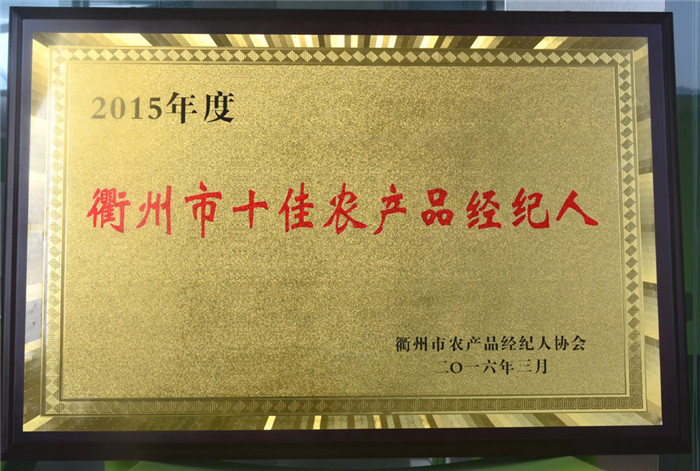 2015年度
衢州市十佳农产品经纪人
衢州市农产品经纪人协会
二〇一六年三月